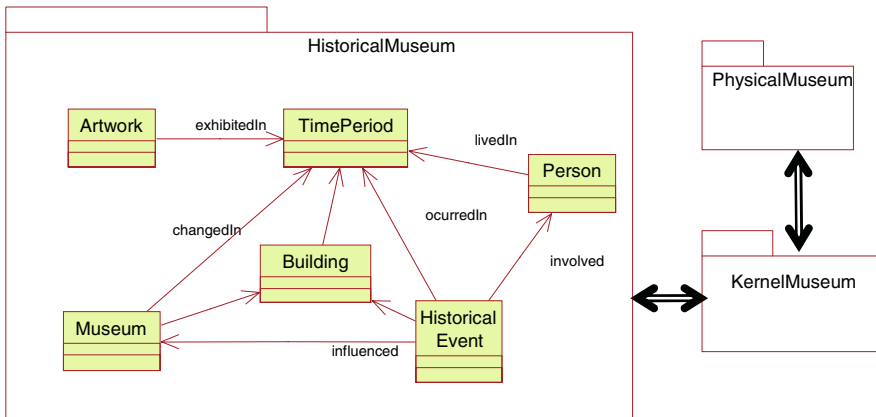 HistoricalMuseum
PhysicalMuseum
Artwork
exhibitedIn
TimePeriod
livedIn
Person
changedIn
ocurredIn
Building
involved
KernelMuseum
Museum
influenced
Historical
Event